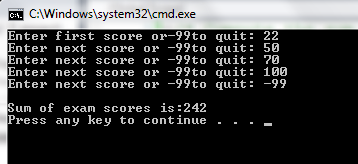 C:\Windows\system32\cmd.exe
Enter first score or-99to quit: 22
Enter next score or-99to quit: 50
Enter next score or-99to quit: 70
Enter next score or-99to quit: 100
Enter next score or-99to quit: -99
Sum of exam scores is:242
Press any key to continue . . . _